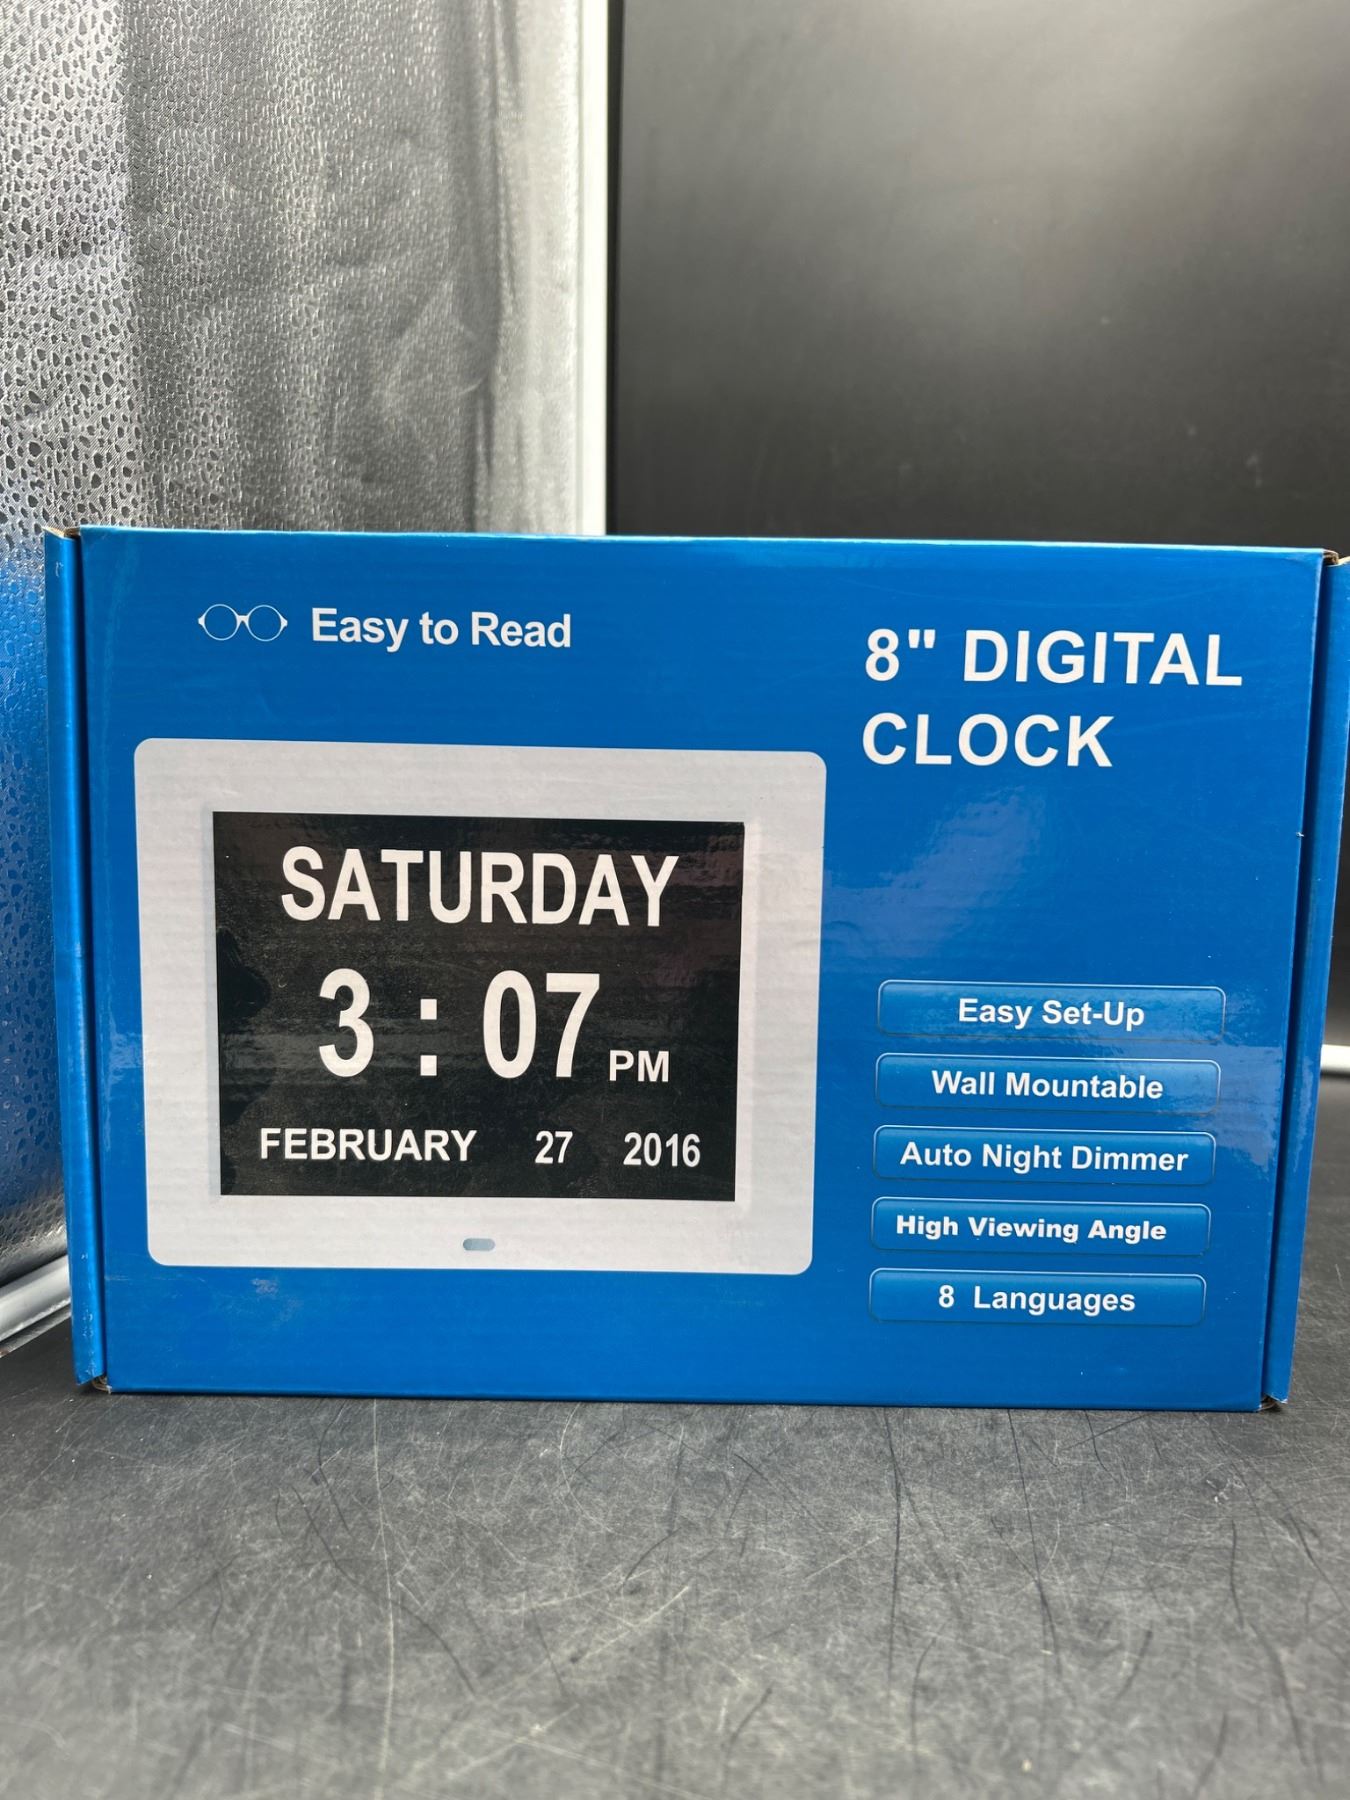 Easy to Read
8" DIGITAL
CLOCK
SATURDAY
3 : 07 PM
FEBRUARY 27 2016
Easy Set-Up
Wall Mountable
Auto Night Dimmer
High Viewing Angle
8 Languages